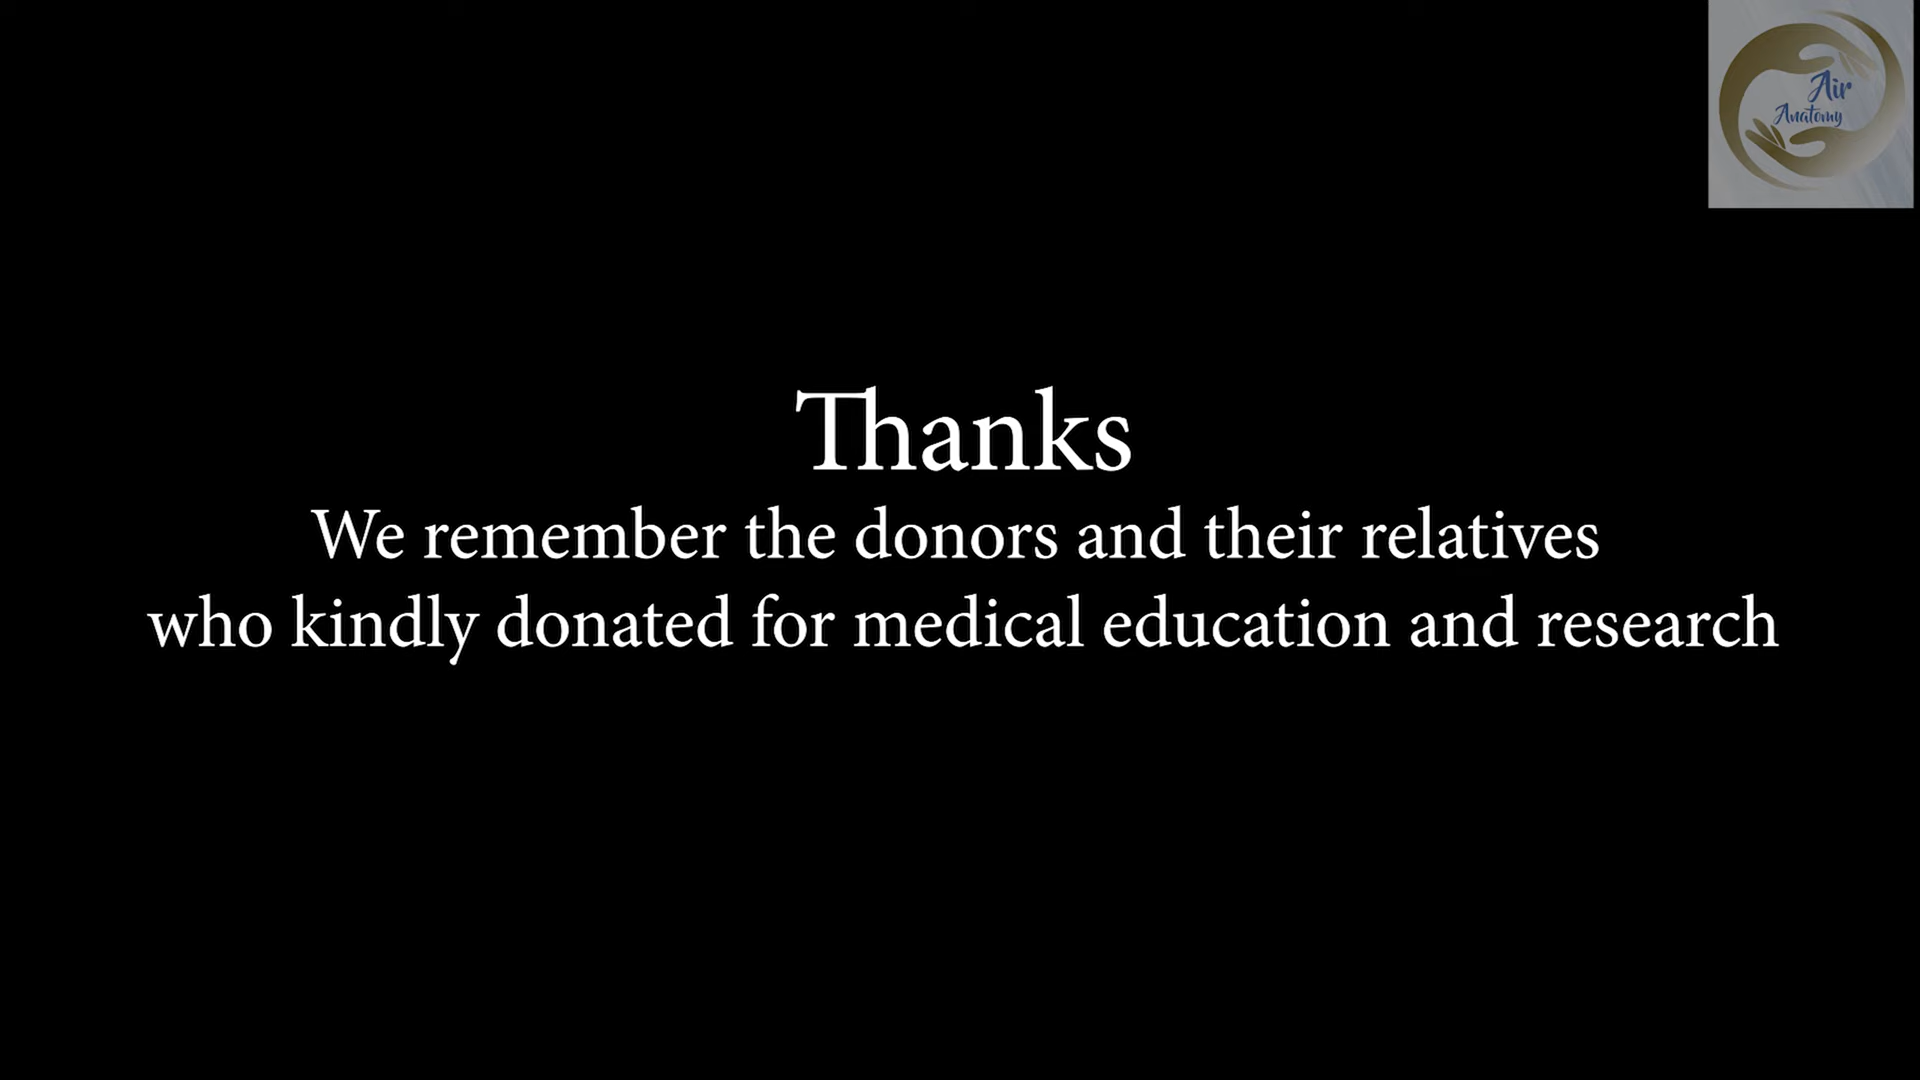 Air
Anatomy
Thanks
We remember the donors and their relatives
who kindly donated for medical education and research